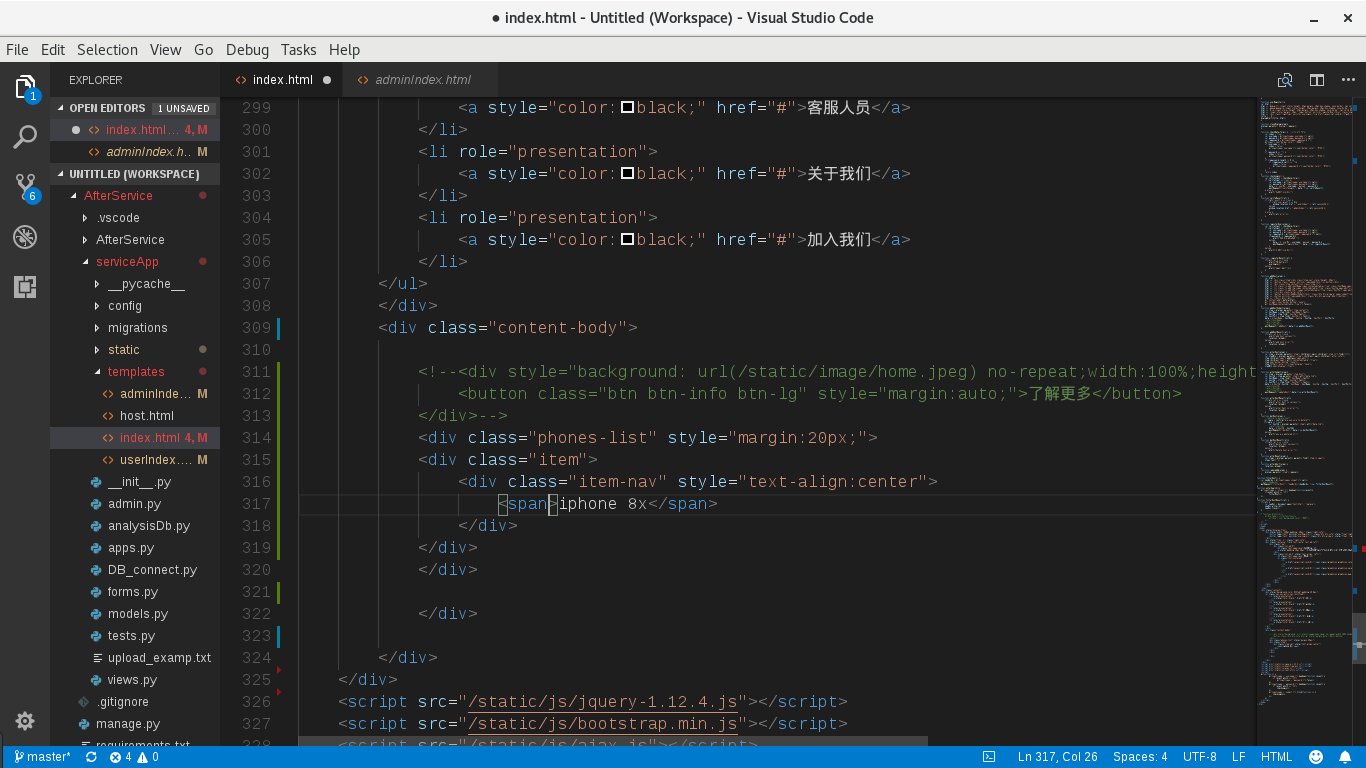 ● index.html - Untitled (Workspace) - Visual Studio Code
File Edit Selection View Go Debug Tasks Help
EXPLORER
index.html
adminIndex.html
1
6
OPEN EDITORS 1 UNSAVED
index.html ... 4, M
adminIndex.h.. M
UNTITLED (WORKSPACE)
AfterService
.vscode
AfterService
serviceApp
__pycache__
config
migrations
static
templates
adminInde... M
host.html
index.html 4, M
userIndex.... M
__init__.py
admin.py
analysisDb.py
apps.py
DB_connect.py
forms.py
models.py
tests.py
upload_examp.txt
views.py
.gitignore
manage.py
requirements.txt
299 <a style="color:black;" href="#">客服人员</a>
300 </li>
301 <li role="presentation">
302 <a style="color:black;" href="#">关于我们</a>
303 </li>
304 <li role="presentation">
305 <a style="color:black;" href="#">加入我们</a>
306 </li>
307 </ul>
308 </div>
309 <div class="content-body">
310
311 <!--<div style="background: url(/static/image/home.jpeg) no-repeat;width:100%;height
312 <button class="btn btn-info btn-lg" style="margin:auto;">了解更多</button>
313 </div>-->
314 <div class="phones-list" style="margin:20px;">
315 <div class="item">
316 <div class="item-nav" style="text-align:center">
317 <span>iphone 8x</span>
318 </div>
319 </div>
320 </div>
321
322 </div>
323
324 </div>
325 </div>
326 <script src="/static/js/jquery-1.12.4.js"></script>
327 <script src="/static/js/bootstrap.min.js"></script>
328 <script src="/static/js/ajax.js"></script>
master* 4 0 Ln 317, Col 26 Spaces: 4 UTF-8 LF HTML